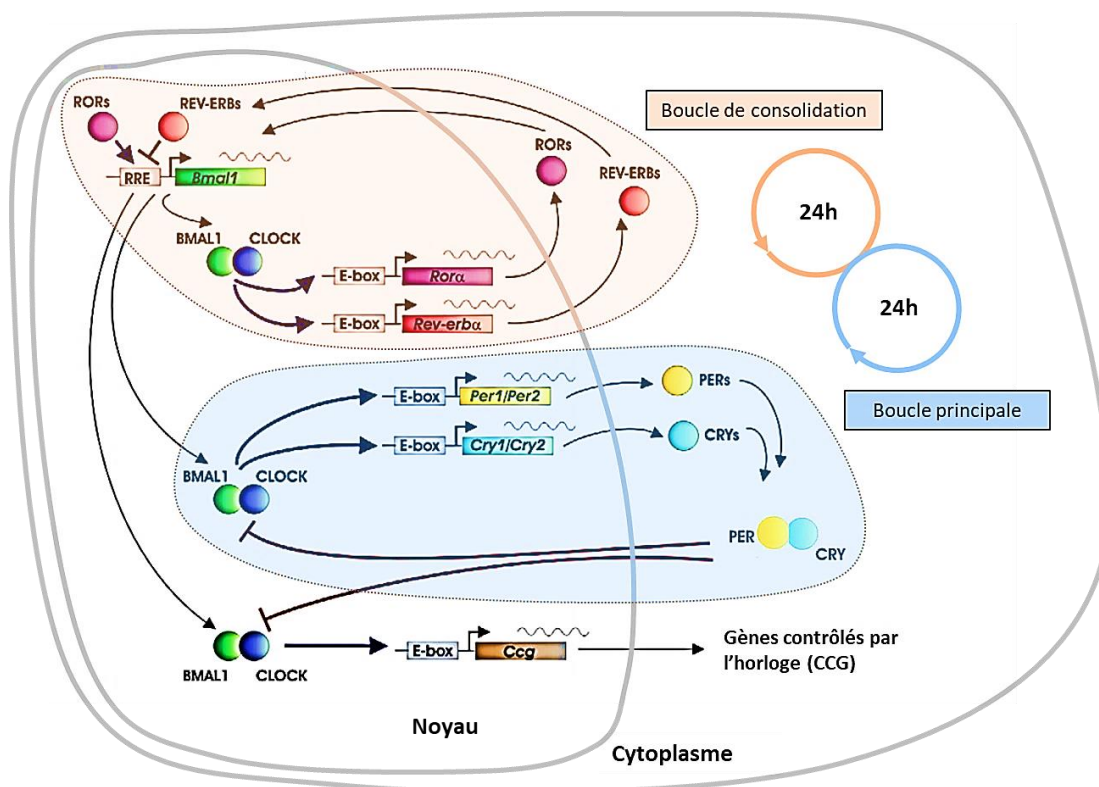 RORs
REV-ERBs
RRE
Bmal1
BMAL1
CLOCK
E-box
Rorα
E-box
Rev-erbα
RORs
REV-ERBs
Boucle de consolidation
24h
24h
Boucle principale
E-box
Per1/Per2
PERs
E-box
Cry1/Cry2
CRYs
BMAL1
CLOCK
PER
CRY
BMAL1
CLOCK
E-box
Ccg
Gènes contrôlés par
l’horloge (CCG)
Noyau
Cytoplasme